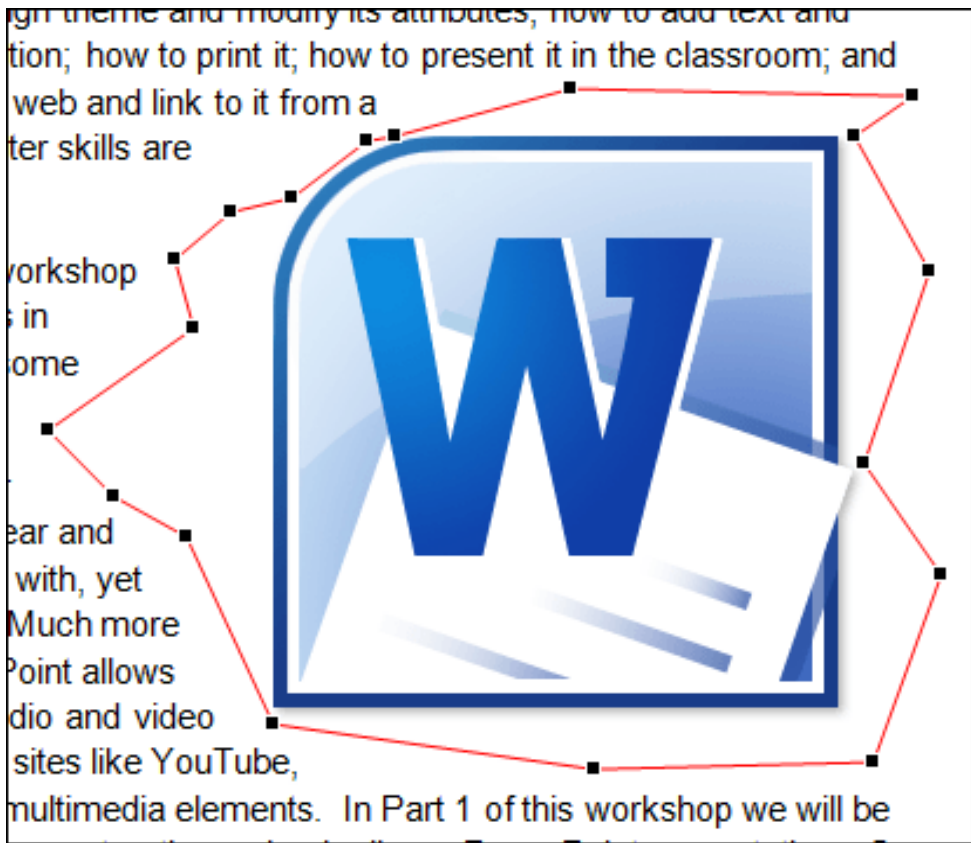 ign theme and modify its attributes; how to add text and
tion; how to print it; how to present it in the classroom; and
web and link to it from a
ter skills are
workshop
s in
some
ear and
with, yet
Much more
Point allows
dio and video
sites like YouTube,
multimedia elements. In Part 1 of this workshop we will be
W